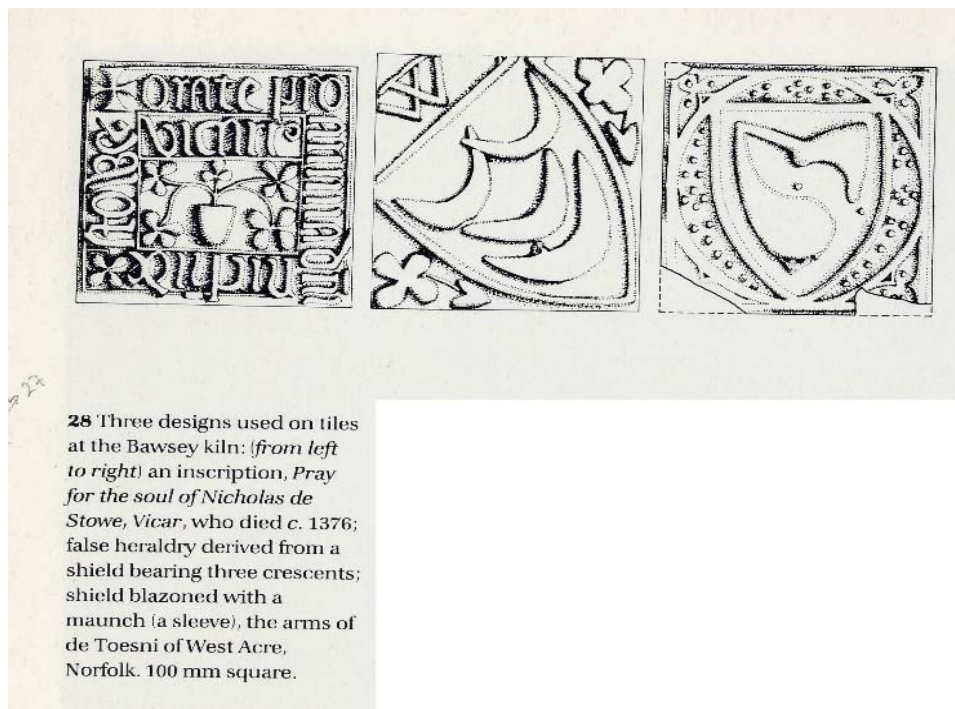 orate pro
27
28 Three designs used on tiles
at the Bawsey kiln: (from left
to right) an inscription, Pray
for the soul of Nicholas de
Stowe, Vicar, who died c. 1376;
false heraldry derived from a
shield bearing three crescents;
shield blazoned with a
maunch (a sleeve), the arms of
de Toesni of West Acre,
Norfolk. 100 mm square.